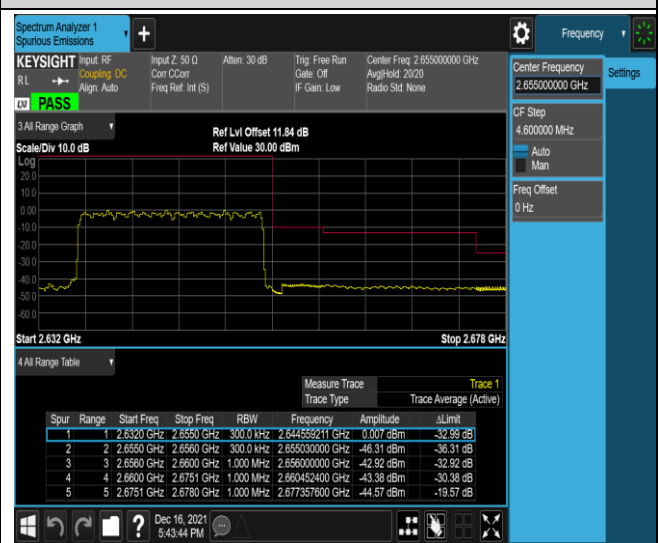 Spectrum Analyzer 1
Spurious Emissions
+
Frequency
KEYSIGHT Input: RF Input Z: 50 Ω Atten: 30 dB Trig: Free Run Center Freq: 2.655000000 GHz
RL Coupling: DC Corr CCorr Gate: Off Avg|Hold: 20/20
Align: Auto Freq Ref: Int (S) IF Gain: Low Radio Std: None
LXI PASS
Center Frequency
2.655000000 GHz
Settings
CF Step
4.600000 MHz
Auto
Man
Freq Offset
0 Hz
3 All Range Graph
Ref Lvl Offset 11.84 dB
Scale/Div 10.0 dB Ref Value 30.00 dBm
Log
20.0
10.0
0.00
-10.0
-20.0
-30.0
-40.0
-50.0
-60.0
Start 2.632 GHz Stop 2.678 GHz
4 All Range Table
Measure Trace Trace 1
Trace Type Trace Average (Active)
Spur Range Start Freq Stop Freq RBW Frequency Amplitude ΔLimit
1 1 2.6320 GHz 2.6550 GHz 300.0 kHz 2.644559211 GHz 0.007 dBm -32.99 dB
2 2 2.6550 GHz 2.6560 GHz 300.0 kHz 2.655030000 GHz -46.31 dBm -36.31 dB
3 3 2.6560 GHz 2.6600 GHz 1.000 MHz 2.656000000 GHz -42.92 dBm -32.92 dB
4 4 2.6600 GHz 2.6751 GHz 1.000 MHz 2.660452400 GHz -43.38 dBm -30.38 dB
5 5 2.6751 GHz 2.6780 GHz 1.000 MHz 2.677357600 GHz -44.57 dBm -19.57 dB
? Dec 16, 2021
5:43:44 PM